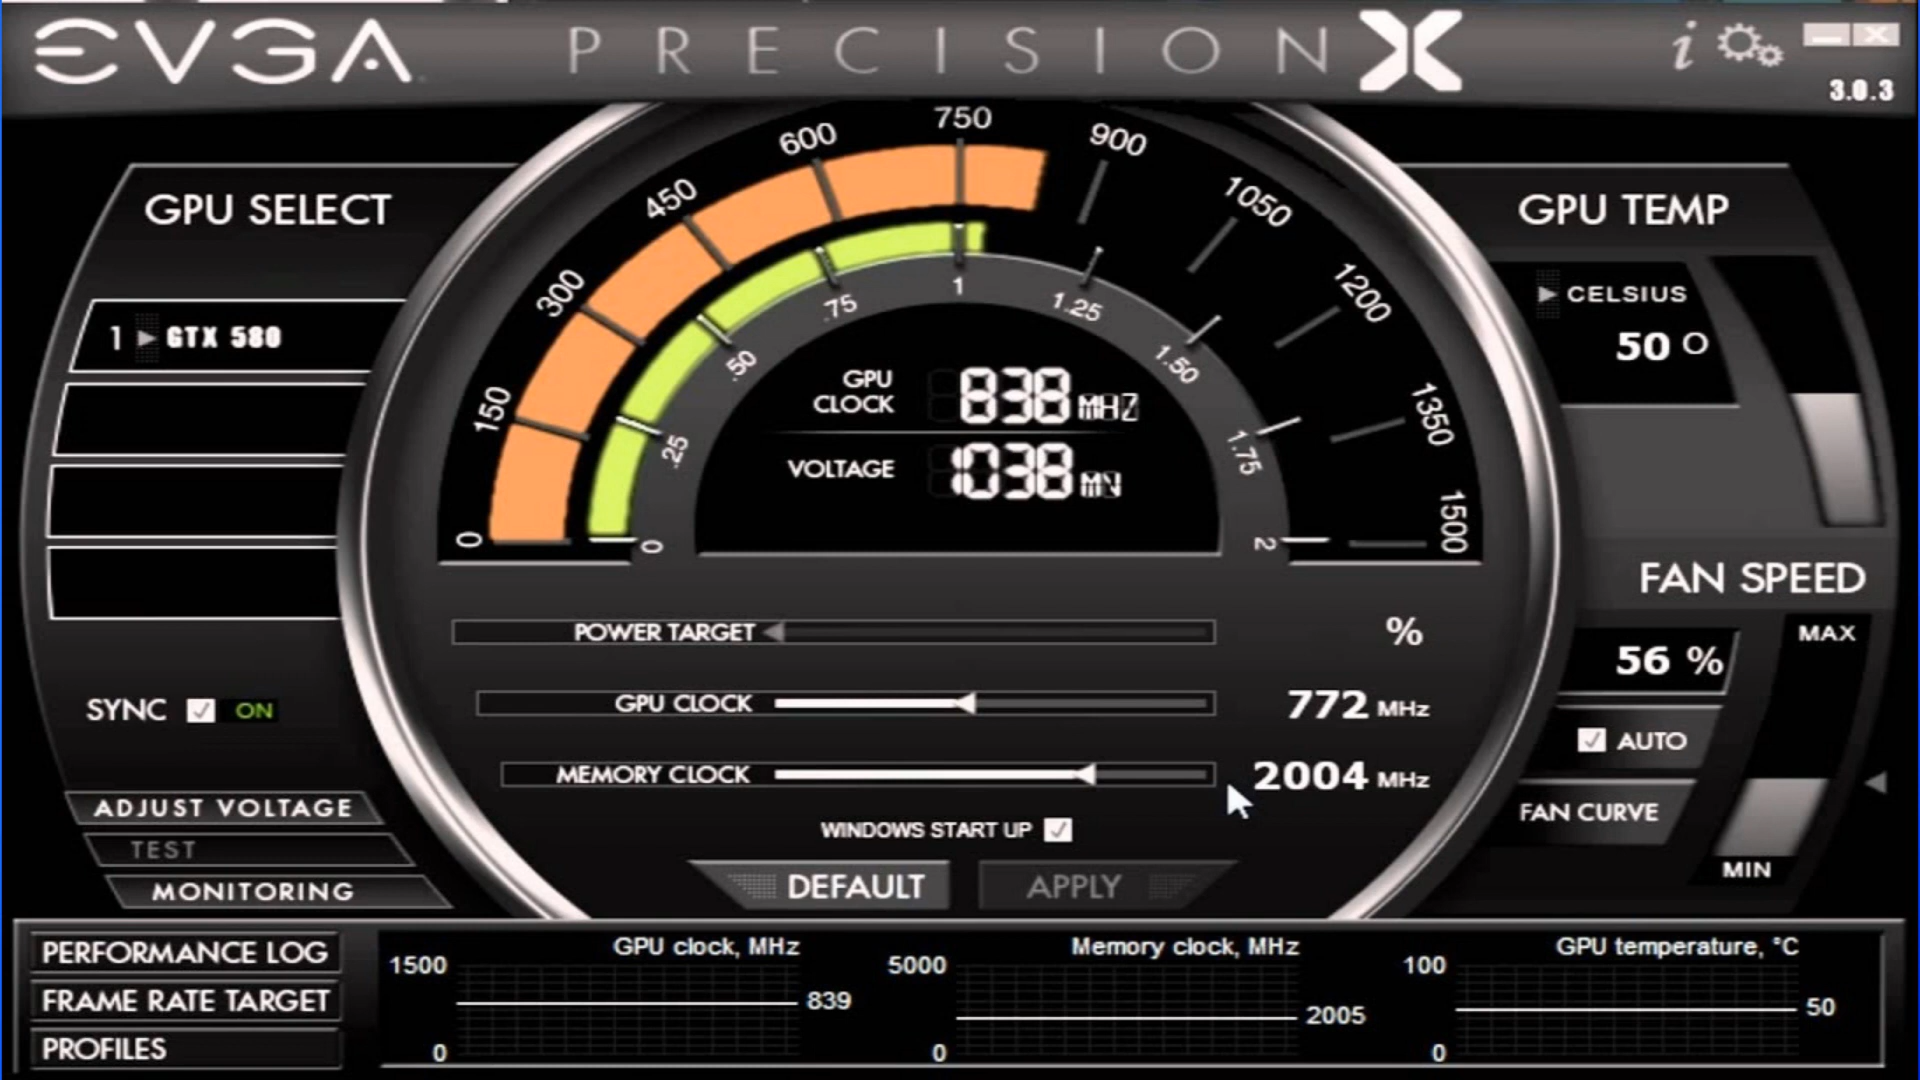 EVGA PRECISION X
i
3.0.3
GPU SELECT
1 GTX 580
SYNC ON
ADJUST VOLTAGE
TEST
MONITORING
0 150 300 450 600 750 900 1050 1200 1350 1500
0 .25 .50 .75 1 1.25 1.50 1.75 2
GPU
CLOCK 838 MHZ
VOLTAGE 1038 MV
POWER TARGET %
GPU CLOCK 772 MHz
MEMORY CLOCK 2004 MHz
WINDOWS START UP
DEFAULT APPLY
GPU TEMP
CELSIUS
50 O
FAN SPEED
MAX
56 %
AUTO
FAN CURVE
MIN
PERFORMANCE LOG
FRAME RATE TARGET
PROFILES
GPU clock, MHz
1500
839
0
Memory clock, MHz
5000
2005
0
GPU temperature, °C
100
50
0